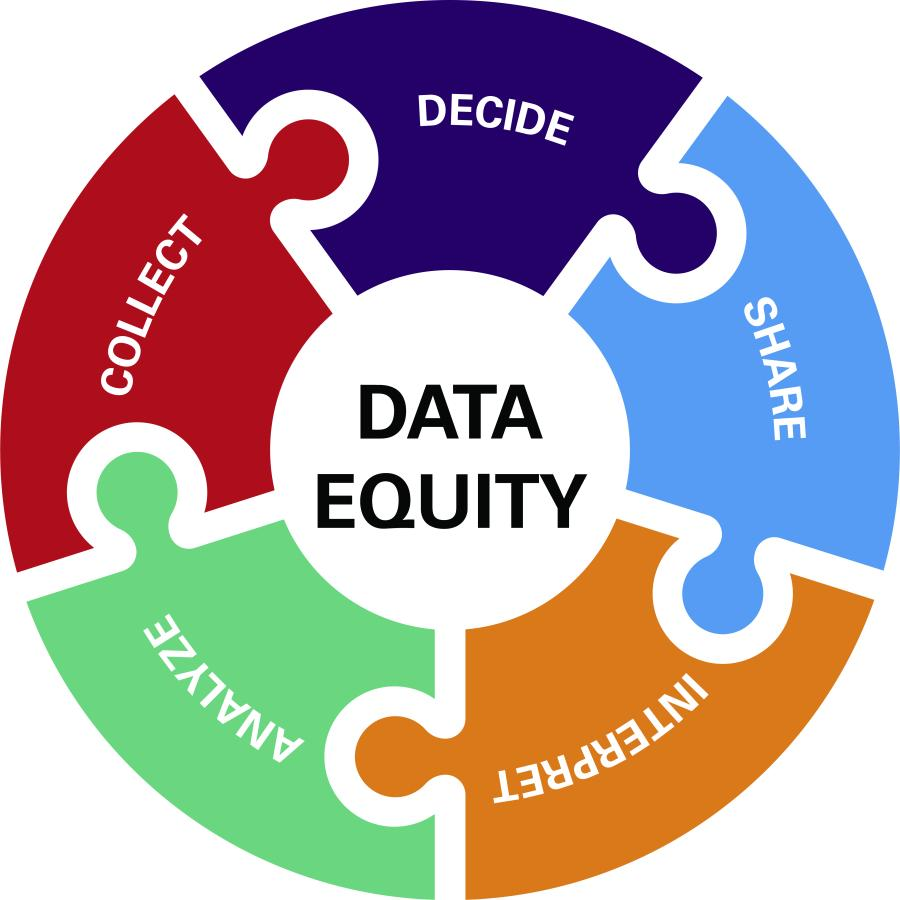 DECIDE
SHARE
INTERPRET
ANALYZE
COLLECT
DATA
EQUITY